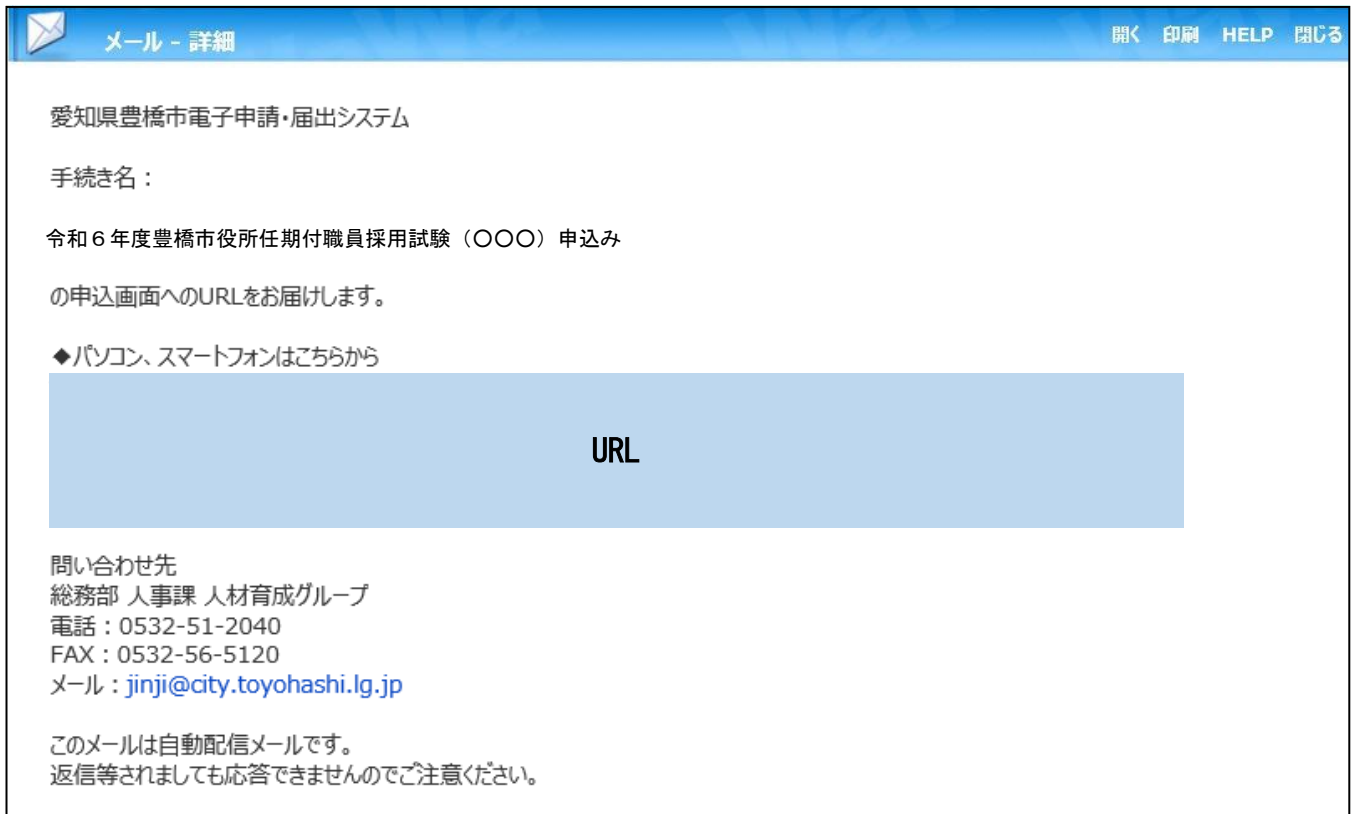 メール - 詳細
開く 印刷 HELP 閉じる
愛知県豊橋市電子申請・届出システム
手続き名：
令和６年度豊橋市役所任期付職員採用試験（〇〇〇）申込み
の申込画面へのURLをお届けします。
◆パソコン、スマートフォンはこちらから
URL
問い合わせ先
総務部 人事課 人材育成グループ
電話：0532-51-2040
FAX：0532-56-5120
メール：jinji@city.toyohashi.lg.jp
このメールは自動配信メールです。
返信等されましても応答できませんのでご注意ください。